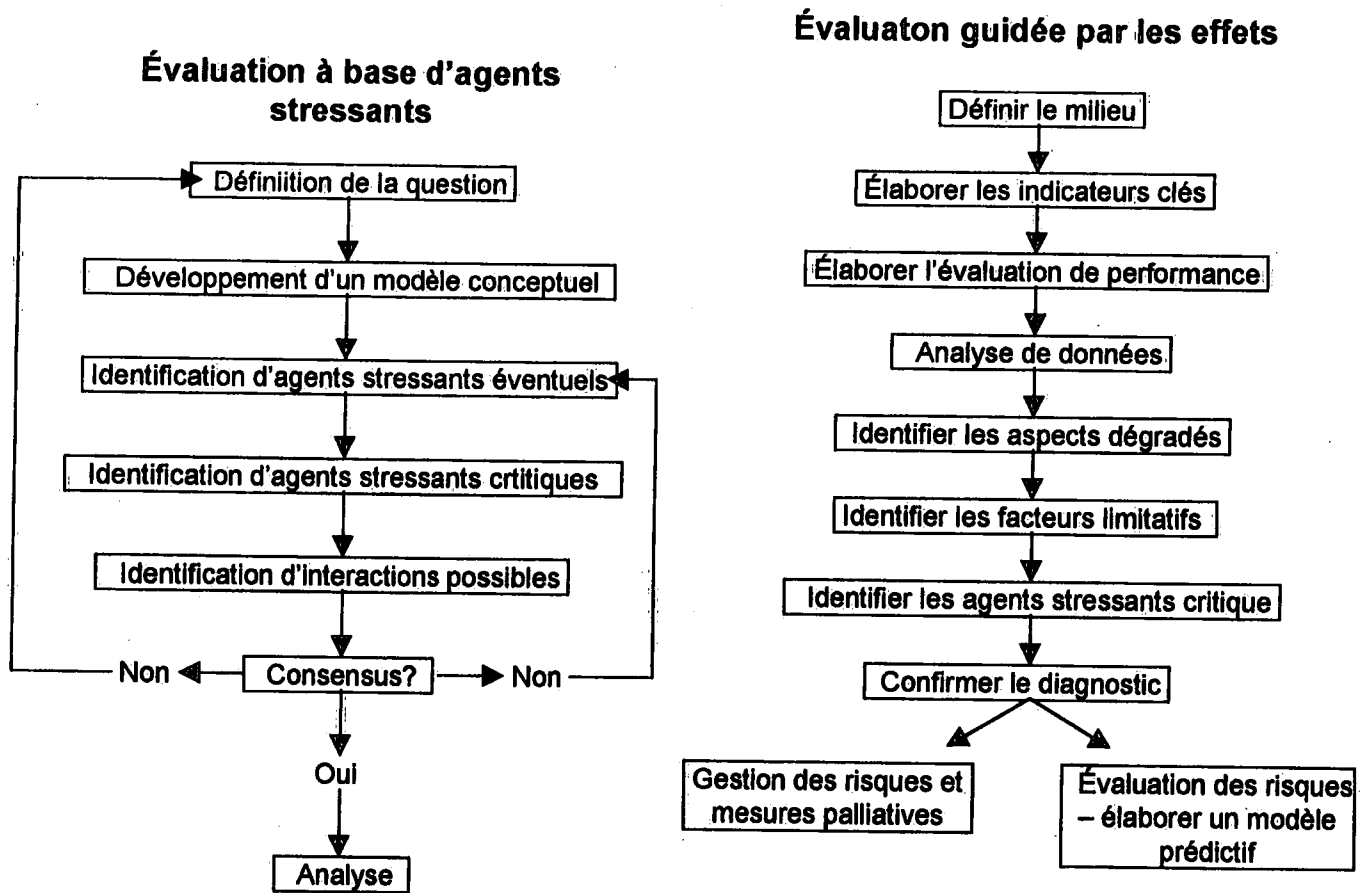 Évaluation à base d'agents
stressants
Définiition de la question
Développement d'un modèle conceptuel
Identification d'agents stressants éventuels
Identification d'agents stressants crtitiques
Identification d'interactions possibles
Non
Consensus?
Non
Oui
Analyse
Évaluaton guidée par les effets
Définir le milieu
Élaborer les indicateurs clés
Élaborer l'évaluation de performance
Analyse de données
Identifier les aspects dégradés
Identifier les facteurs limitatifs
Identifier les agents stressants critique
Confirmer le diagnostic
Gestion des risques et
mesures palliatives
Évaluation des risques
– élaborer un modèle
prédictif